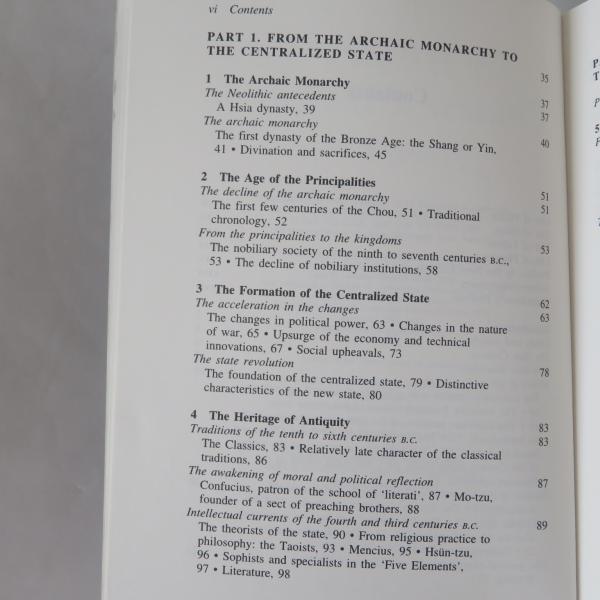 vi Contents
PART 1. FROM THE ARCHAIC MONARCHY TO
THE CENTRALIZED STATE 35
1 The Archaic Monarchy 37
The Neolithic antecedents 37
A Hsia dynasty, 39
The archaic monarchy 40
The first dynasty of the Bronze Age: the Shang or Yin,
41 • Divination and sacrifices, 45
2 The Age of the Principalities 51
The decline of the archaic monarchy 51
The first few centuries of the Chou, 51 • Traditional
chronology, 52
From the principalities to the kingdoms 53
The nobiliary society of the ninth to seventh centuries B.C.,
53 • The decline of nobiliary institutions, 58
3 The Formation of the Centralized State 62
The acceleration in the changes 63
The changes in political power, 63 • Changes in the nature
of war, 65 • Upsurge of the economy and technical
innovations, 67 • Social upheavals, 73
The state revolution 78
The foundation of the centralized state, 79 • Distinctive
characteristics of the new state, 80
4 The Heritage of Antiquity 83
Traditions of the tenth to sixth centuries B.C. 83
The Classics, 83 • Relatively late character of the classical
traditions, 86
The awakening of moral and political reflection 87
Confucius, patron of the school of 'literati', 87 • Mo-tzu,
founder of a sect of preaching brothers, 88
Intellectual currents of the fourth and third centuries B.C. 89
The theorists of the state, 90 • From religious practice to
philosophy: the Taoists, 93 • Mencius, 95 • Hsün-tzu,
96 • Sophists and specialists in the 'Five Elements',
97 • Literature, 98